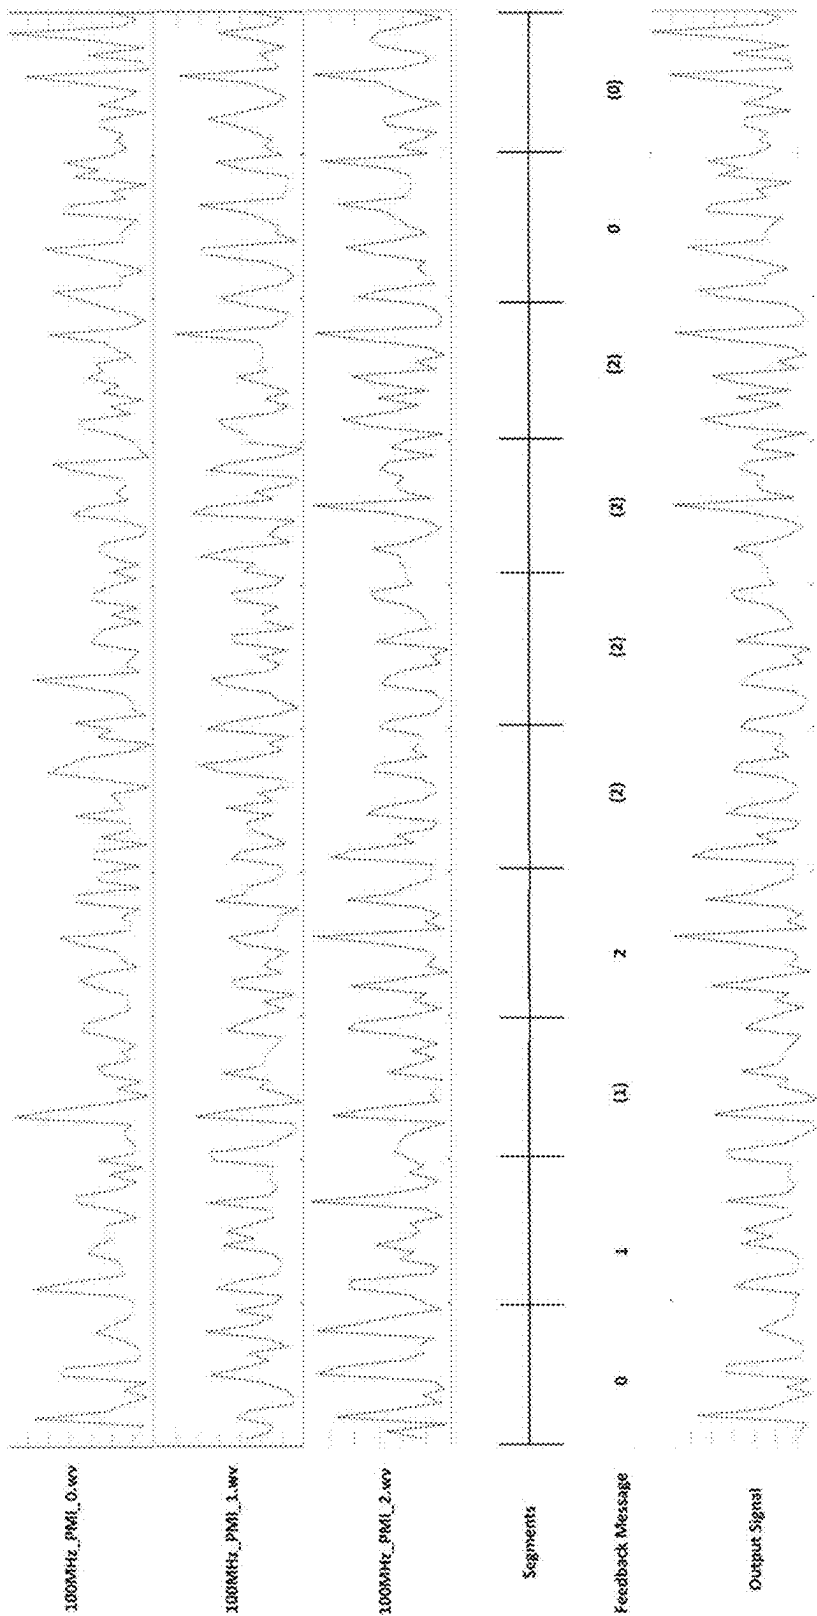 100MHz_PMI_0.wv
100MHz_PMI_1.wv
100MHz_PMI_2.wv
Segments
Feedback Message 0 1 {1} 2 {2} {2} {2} {2} 0 {0}
Output Signal